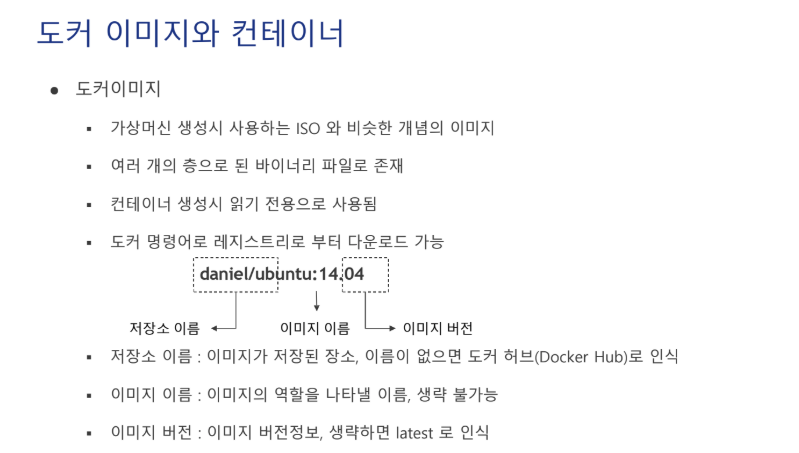 도커 이미지와 컨테이너
● 도커이미지
▪ 가상머신 생성시 사용하는 ISO 와 비슷한 개념의 이미지
▪ 여러 개의 층으로 된 바이너리 파일로 존재
▪ 컨테이너 생성시 읽기 전용으로 사용됨
▪ 도커 명령어로 레지스트리로 부터 다운로드 가능
daniel/ubuntu:14.04
저장소 이름 이미지 이름 이미지 버전
▪ 저장소 이름 : 이미지가 저장된 장소, 이름이 없으면 도커 허브(Docker Hub)로 인식
▪ 이미지 이름 : 이미지의 역할을 나타낼 이름, 생략 불가능
▪ 이미지 버전 : 이미지 버전정보, 생략하면 latest 로 인식